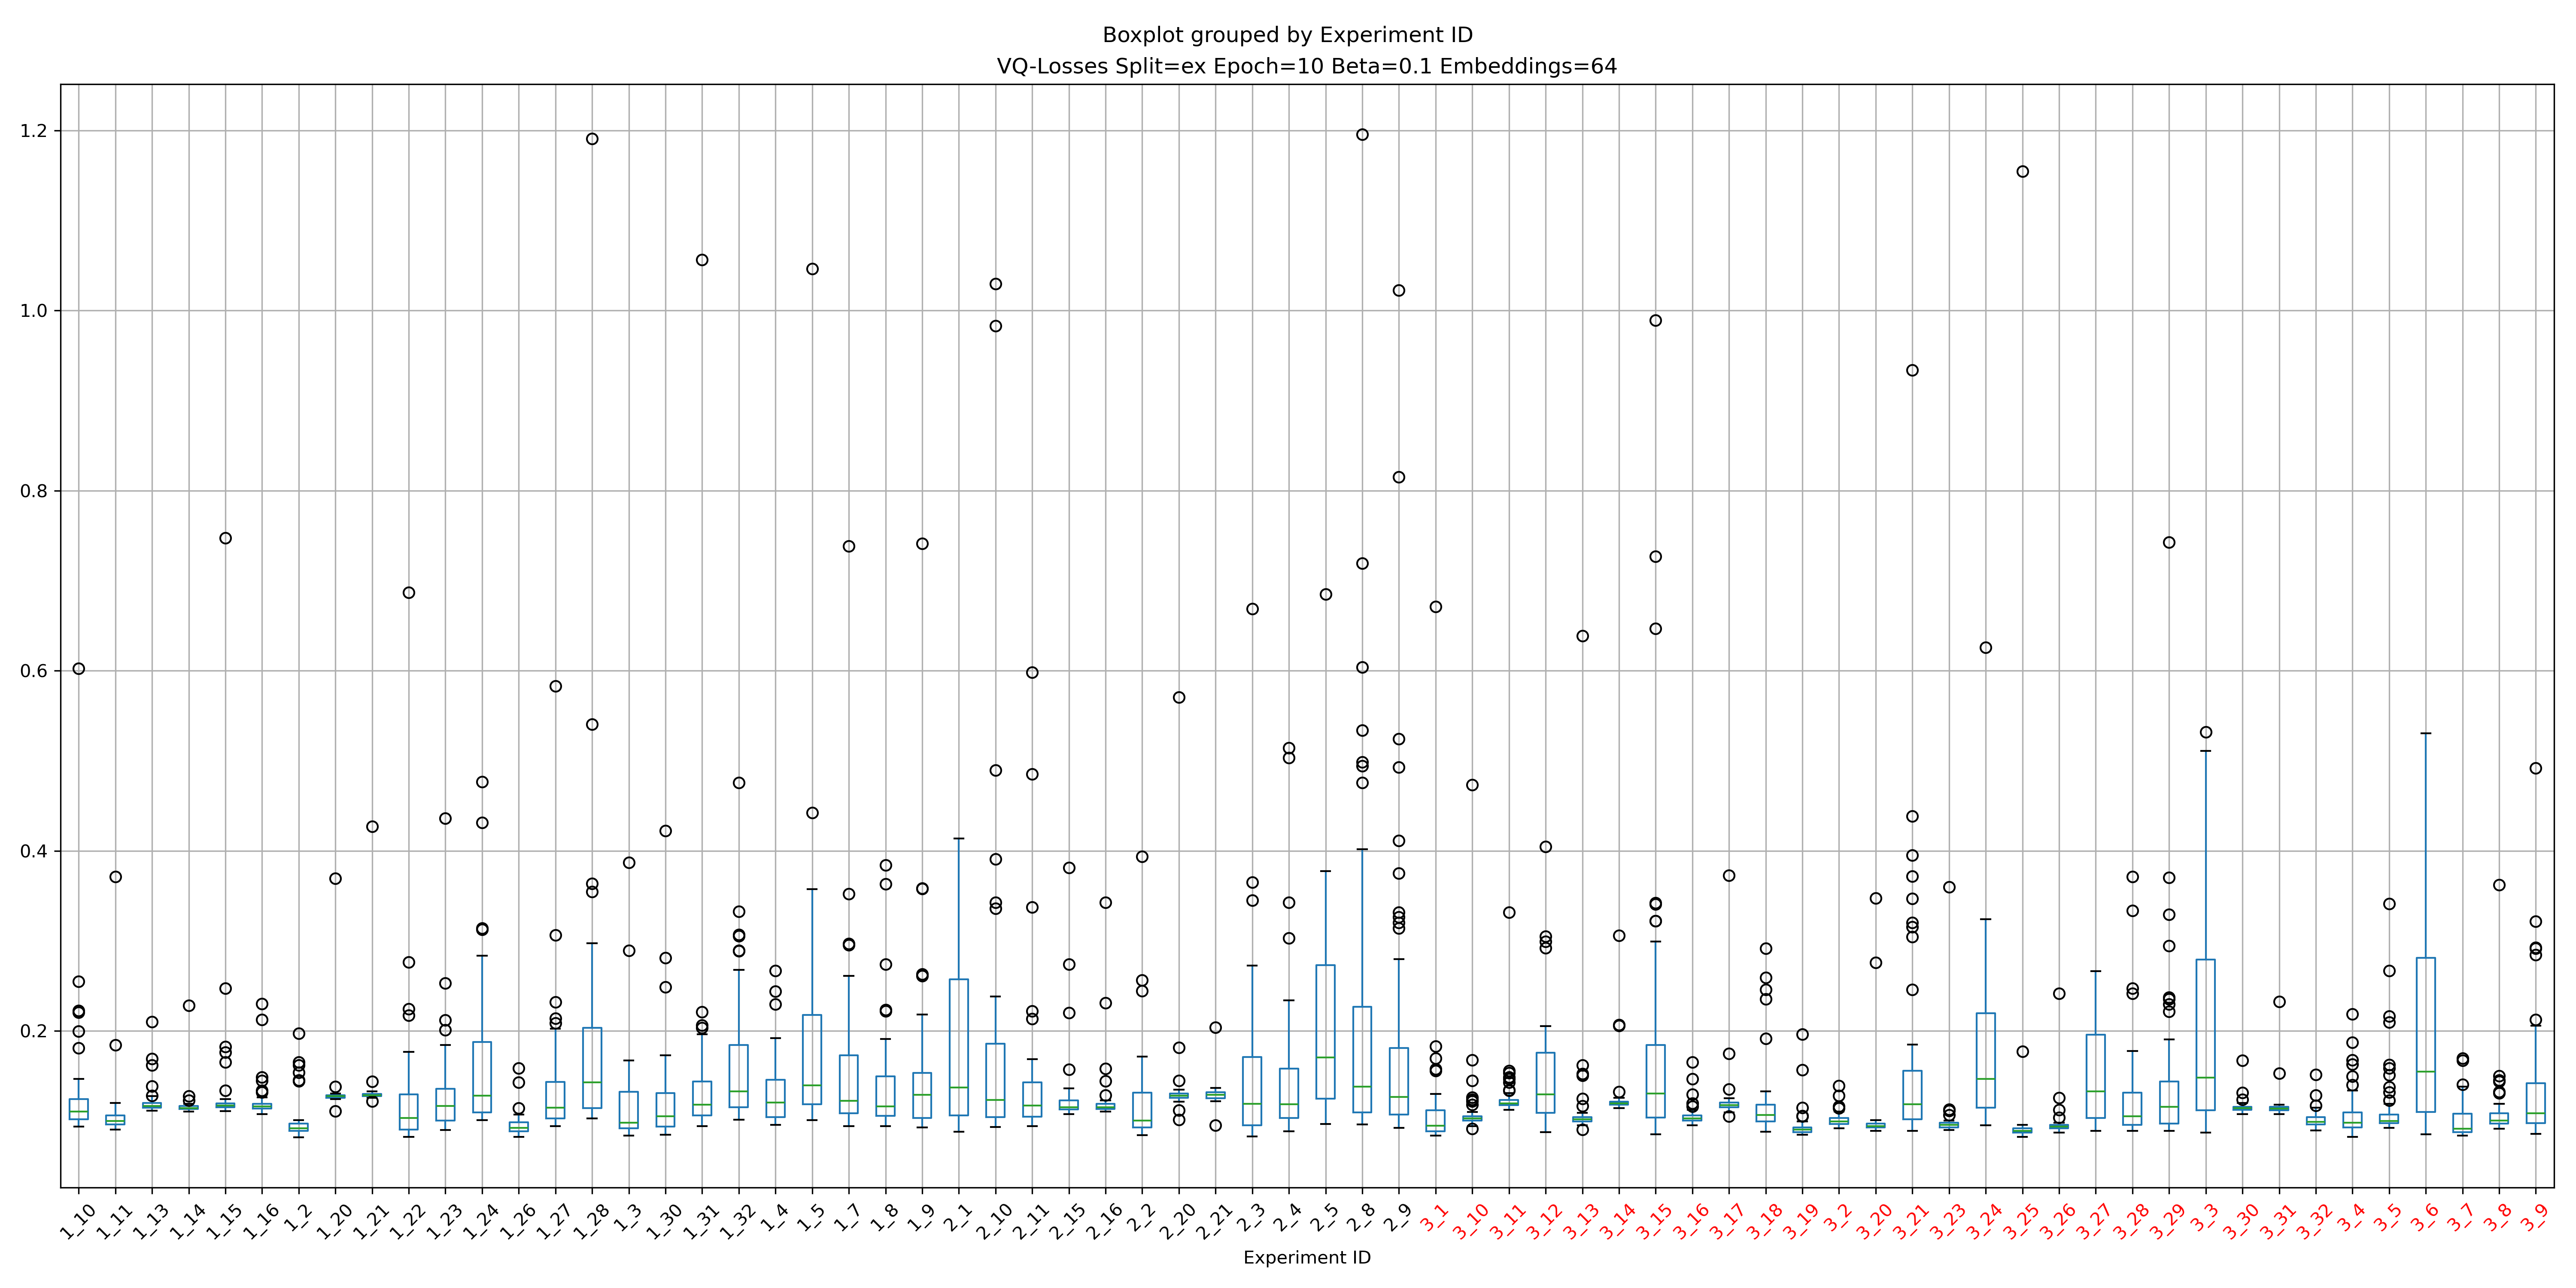 Boxplot grouped by Experiment ID
VQ-Losses Split=ex Epoch=10 Beta=0.1 Embeddings=64
1.2
1.0
0.8
0.6
0.4
0.2
1_10 1_11 1_13 1_14 1_15 1_16 1_2 1_20 1_21 1_22 1_23 1_24 1_26 1_27 1_28 1_3 1_30 1_31 1_32 1_4 1_5 1_7 1_8 1_9 2_1 2_10 2_11 2_15 2_16 2_2 2_20 2_21 2_3 2_4 2_5 2_8 2_9 3_1 3_10 3_11 3_12 3_13 3_14 3_15 3_16 3_17 3_18 3_19 3_2 3_20 3_21 3_23 3_24 3_25 3_26 3_27 3_28 3_29 3_3 3_30 3_31 3_32 3_4 3_5 3_6 3_7 3_8 3_9
Experiment ID